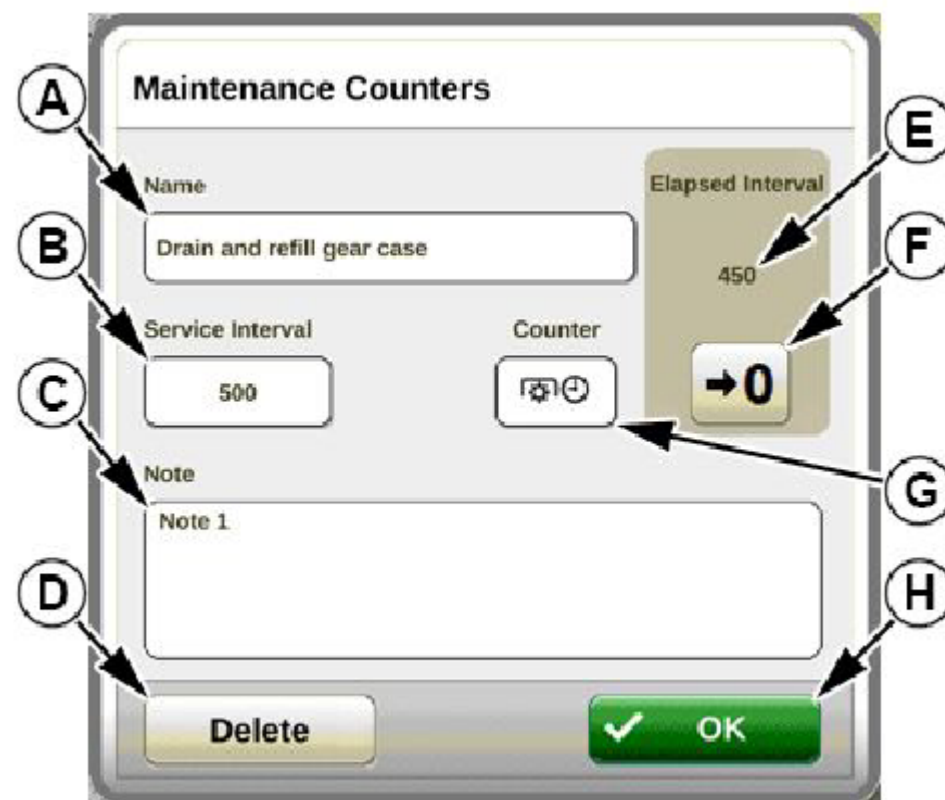 Maintenance Counters
A
E
Name
Elapsed Interval
Drain and refill gear case
B
F
450
Service Interval
Counter
500
→0
C
G
Note
Note 1
D
H
Delete
OK